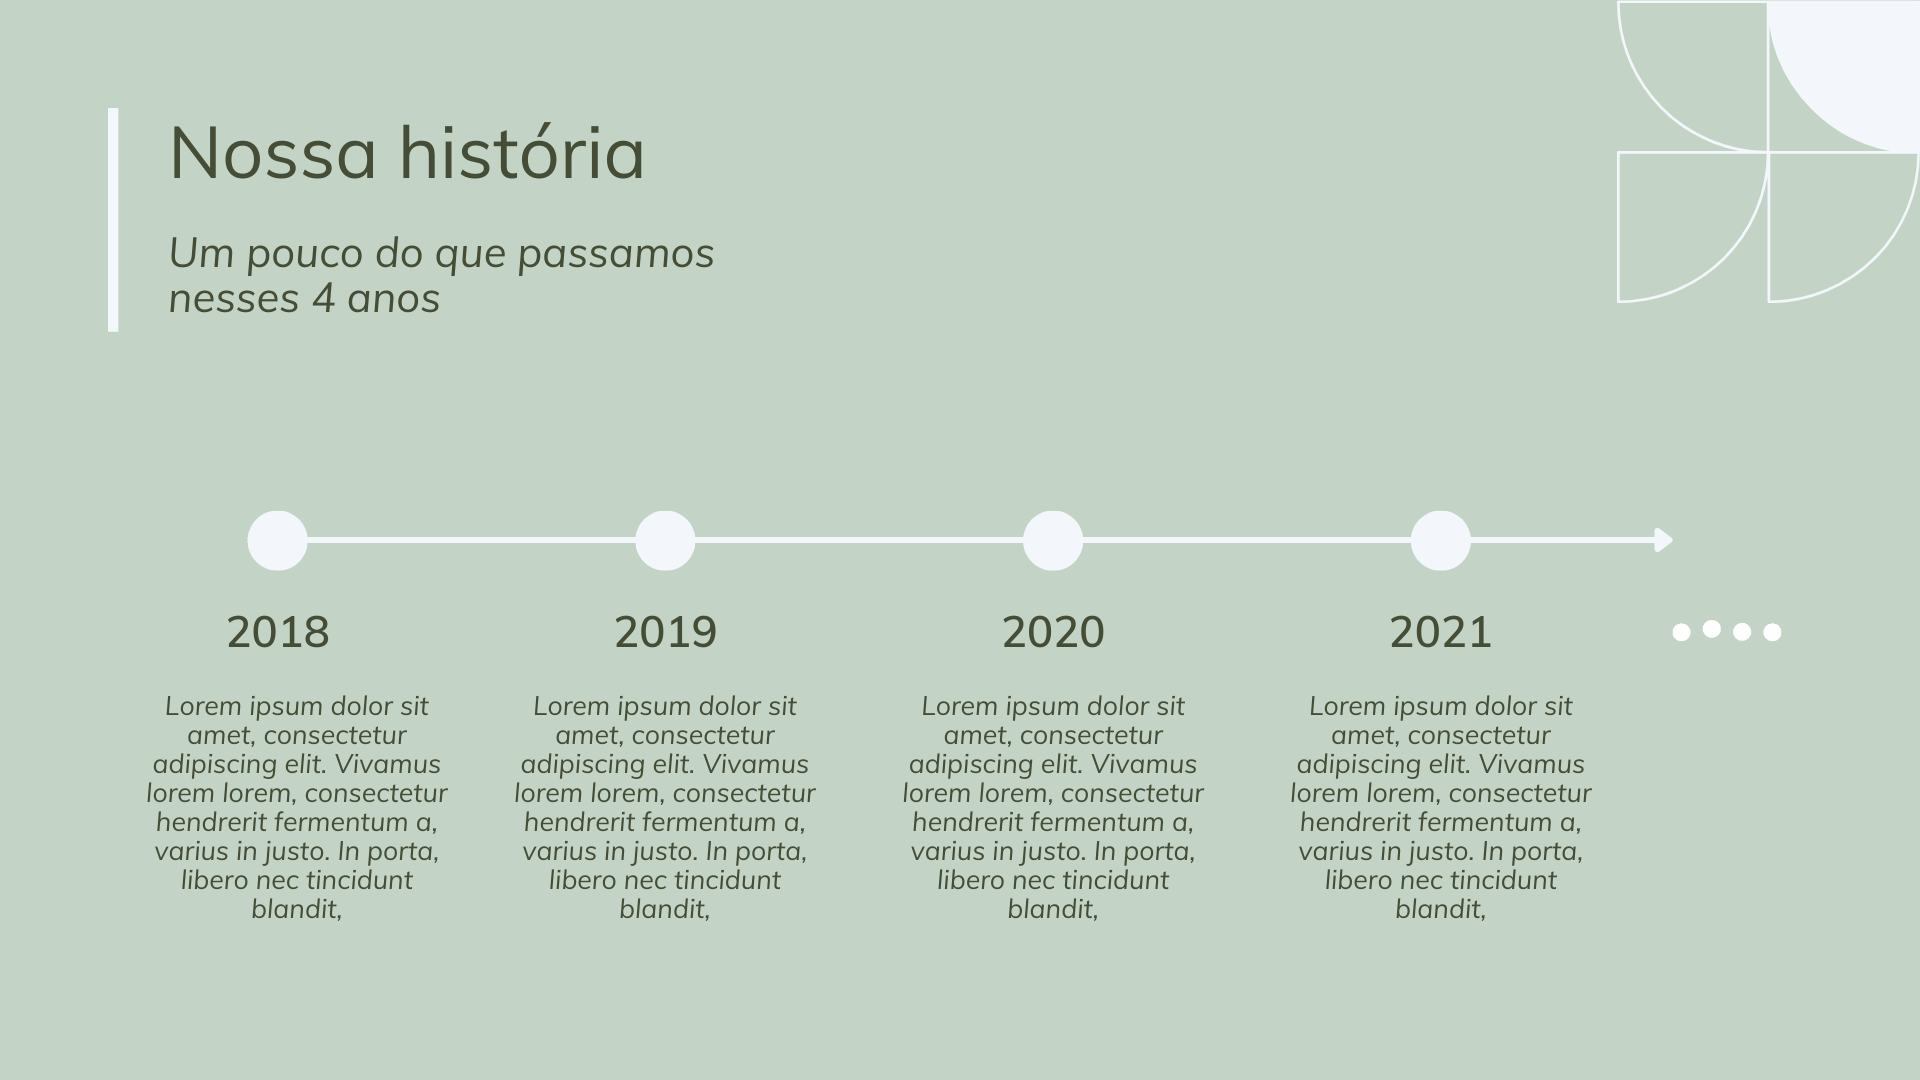 Nossa história
Um pouco do que passamos
nesses 4 anos
2018
Lorem ipsum dolor sit
amet, consectetur
adipiscing elit. Vivamus
lorem lorem, consectetur
hendrerit fermentum a,
varius in justo. In porta,
libero nec tincidunt
blandit,
2019
Lorem ipsum dolor sit
amet, consectetur
adipiscing elit. Vivamus
lorem lorem, consectetur
hendrerit fermentum a,
varius in justo. In porta,
libero nec tincidunt
blandit,
2020
Lorem ipsum dolor sit
amet, consectetur
adipiscing elit. Vivamus
lorem lorem, consectetur
hendrerit fermentum a,
varius in justo. In porta,
libero nec tincidunt
blandit,
2021
Lorem ipsum dolor sit
amet, consectetur
adipiscing elit. Vivamus
lorem lorem, consectetur
hendrerit fermentum a,
varius in justo. In porta,
libero nec tincidunt
blandit,